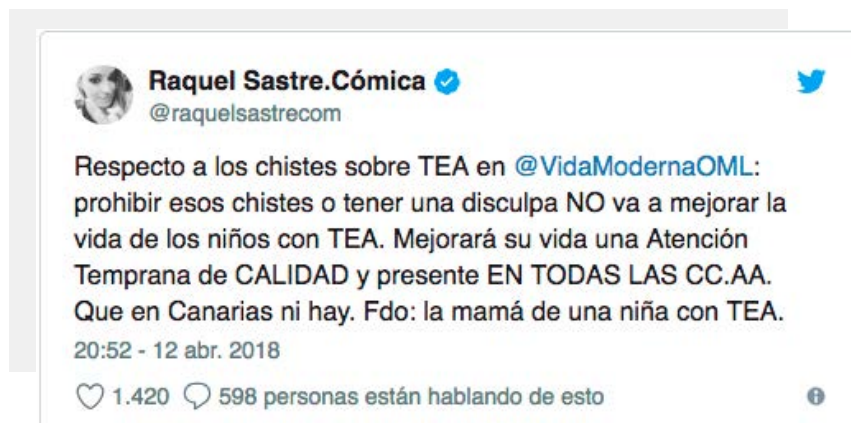 Raquel Sastre.Cómica
@raquelsastrecom
Respecto a los chistes sobre TEA en @VidaModernaOML:
prohibir esos chistes o tener una disculpa NO va a mejorar la
vida de los niños con TEA. Mejorará su vida una Atención
Temprana de CALIDAD y presente EN TODAS LAS CC.AA.
Que en Canarias ni hay. Fdo: la mamá de una niña con TEA.
20:52 - 12 abr. 2018
1.420 598 personas están hablando de esto